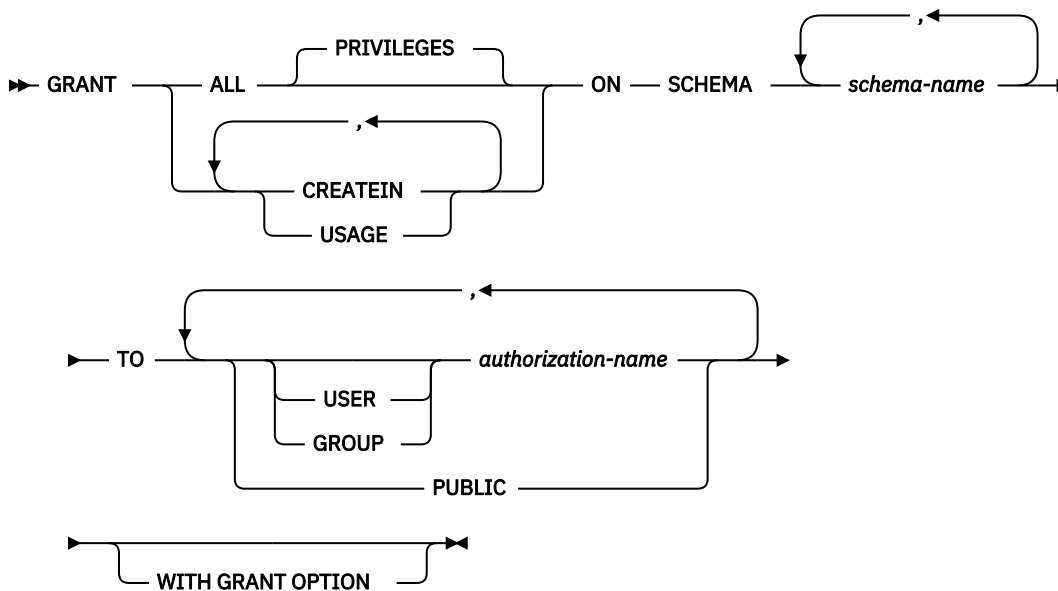 ,
PRIVILEGES
GRANT ALL ON SCHEMA schema-name
,
CREATEIN
USAGE
,
TO authorization-name
USER
GROUP
PUBLIC
WITH GRANT OPTION